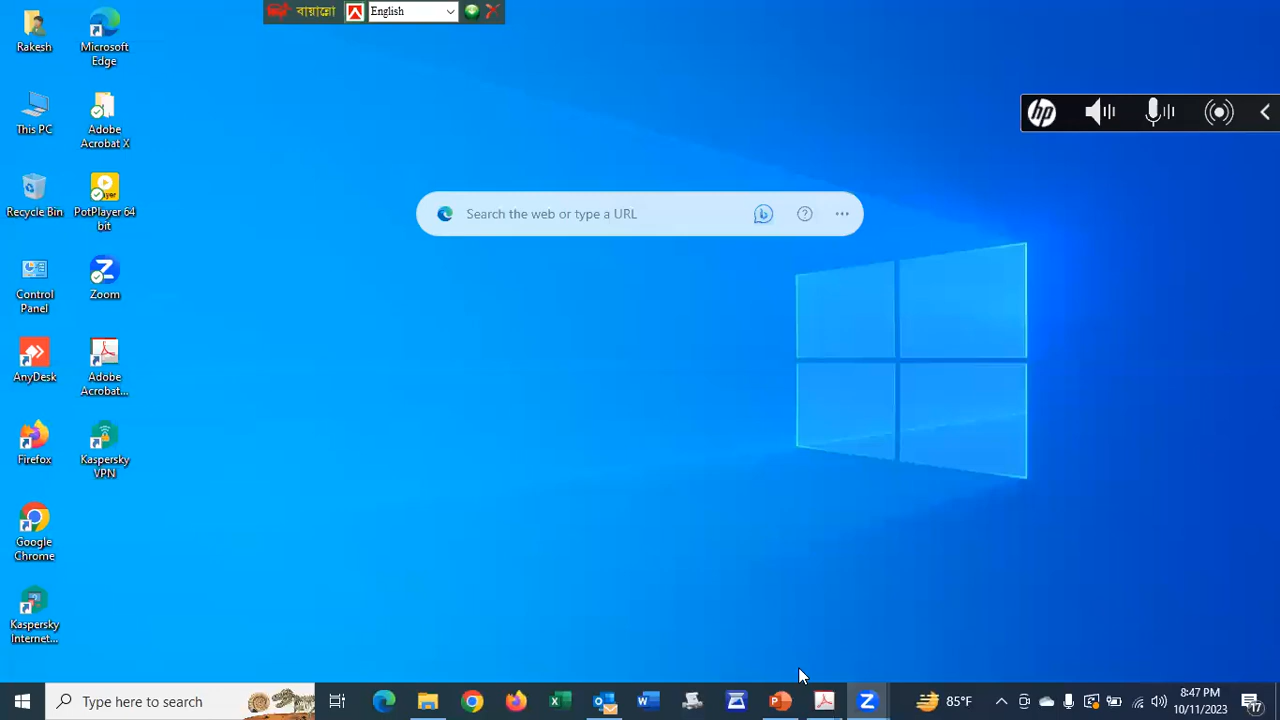 বায়ান্নো
English
Rakesh
Microsoft
Edge
hp
This PC
Adobe
Acrobat X
Recycle Bin
PotPlayer 64
bit
Search the web or type a URL
Control
Panel
Zoom
AnyDesk
Adobe
Acrobat...
Firefox
Kaspersky
VPN
Google
Chrome
Kaspersky
Internet...
Type here to search
85°F
8:47 PM
10/11/2023
17